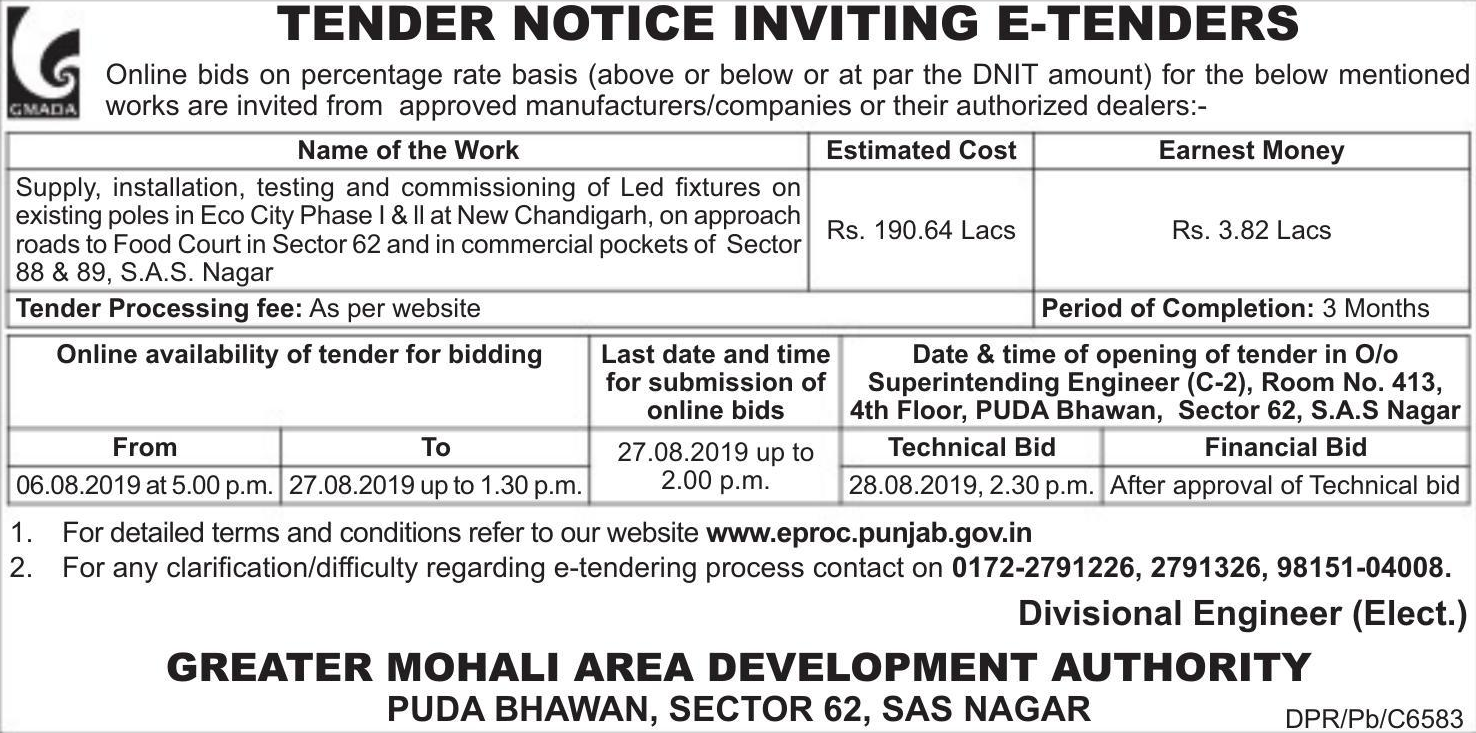 TENDER NOTICE INVITING E-TENDERS
GMADA
Online bids on percentage rate basis (above or below or at par the DNIT amount) for the below mentioned
works are invited from approved manufacturers/companies or their authorized dealers:-
Name of the Work
Estimated Cost
Earnest Money
Supply, installation, testing and commissioning of Led fixtures on
existing poles in Eco City Phase I & II at New Chandigarh, on approach
roads to Food Court in Sector 62 and in commercial pockets of Sector
88 & 89, S.A.S. Nagar
Rs. 190.64 Lacs
Rs. 3.82 Lacs
Tender Processing fee: As per website
Period of Completion: 3 Months
Online availability of tender for bidding
Last date and time
for submission of
online bids
Date & time of opening of tender in O/o
Superintending Engineer (C-2), Room No. 413,
4th Floor, PUDA Bhawan, Sector 62, S.A.S Nagar
From
To
27.08.2019 up to
2.00 p.m.
Technical Bid
Financial Bid
06.08.2019 at 5.00 p.m.
27.08.2019 up to 1.30 p.m.
28.08.2019, 2.30 p.m.
After approval of Technical bid
1. For detailed terms and conditions refer to our website www.eproc.punjab.gov.in
2. For any clarification/difficulty regarding e-tendering process contact on 0172-2791226, 2791326, 98151-04008.
Divisional Engineer (Elect.)
GREATER MOHALI AREA DEVELOPMENT AUTHORITY
PUDA BHAWAN, SECTOR 62, SAS NAGAR
DPR/Pb/C6583